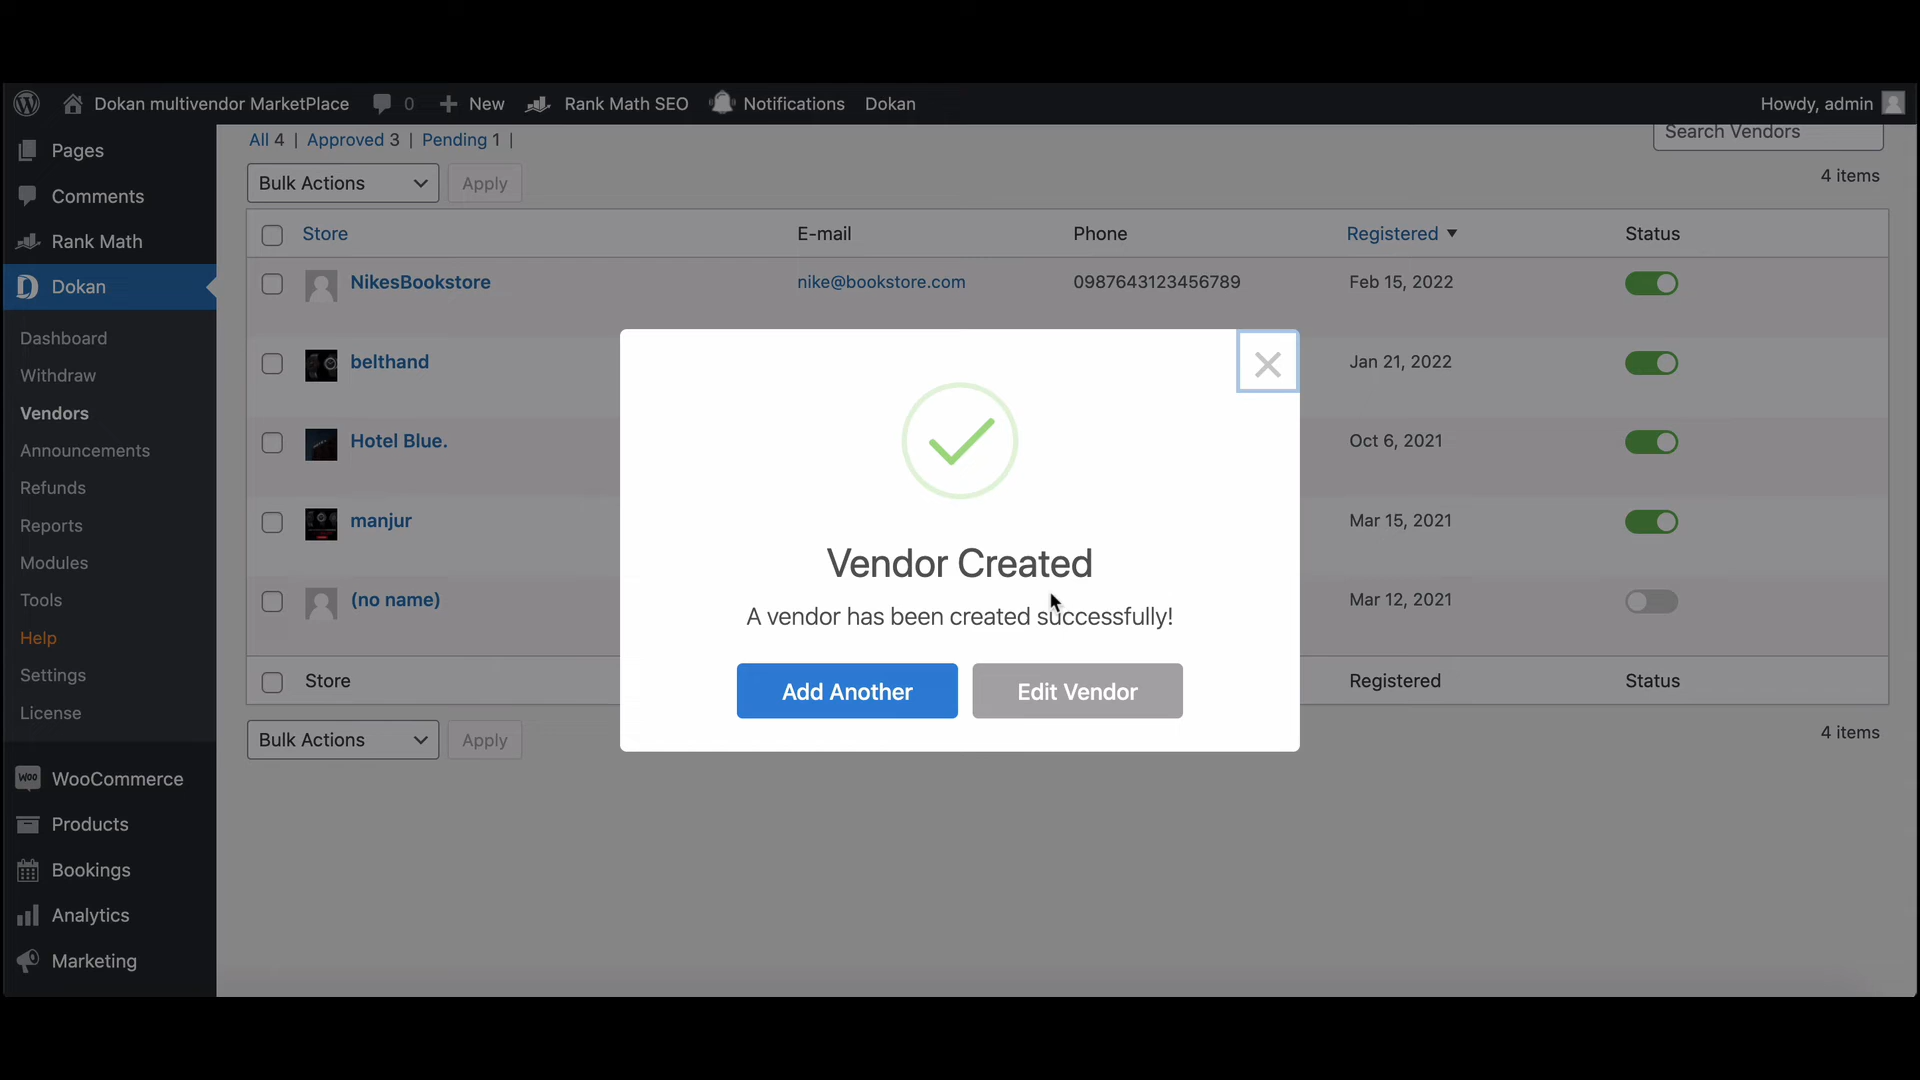 Dokan multivendor MarketPlace 0 New Rank Math SEO Notifications Dokan Howdy, admin
Pages
Comments
Rank Math
Dokan
Dashboard
Withdraw
Vendors
Announcements
Refunds
Reports
Modules
Tools
Help
Settings
License
WOO WooCommerce
Products
Bookings
Analytics
Marketing
All 4 | Approved 3 | Pending 1 |
Search Vendors
Bulk Actions Apply
4 items
Store E-mail Phone Registered Status
NikesBookstore nike@bookstore.com 0987643123456789 Feb 15, 2022
belthand Jan 21, 2022
Hotel Blue. Oct 6, 2021
manjur Mar 15, 2021
(no name) Mar 12, 2021
Store Registered Status
Bulk Actions Apply
4 items
Vendor Created
A vendor has been created successfully!
Add Another Edit Vendor